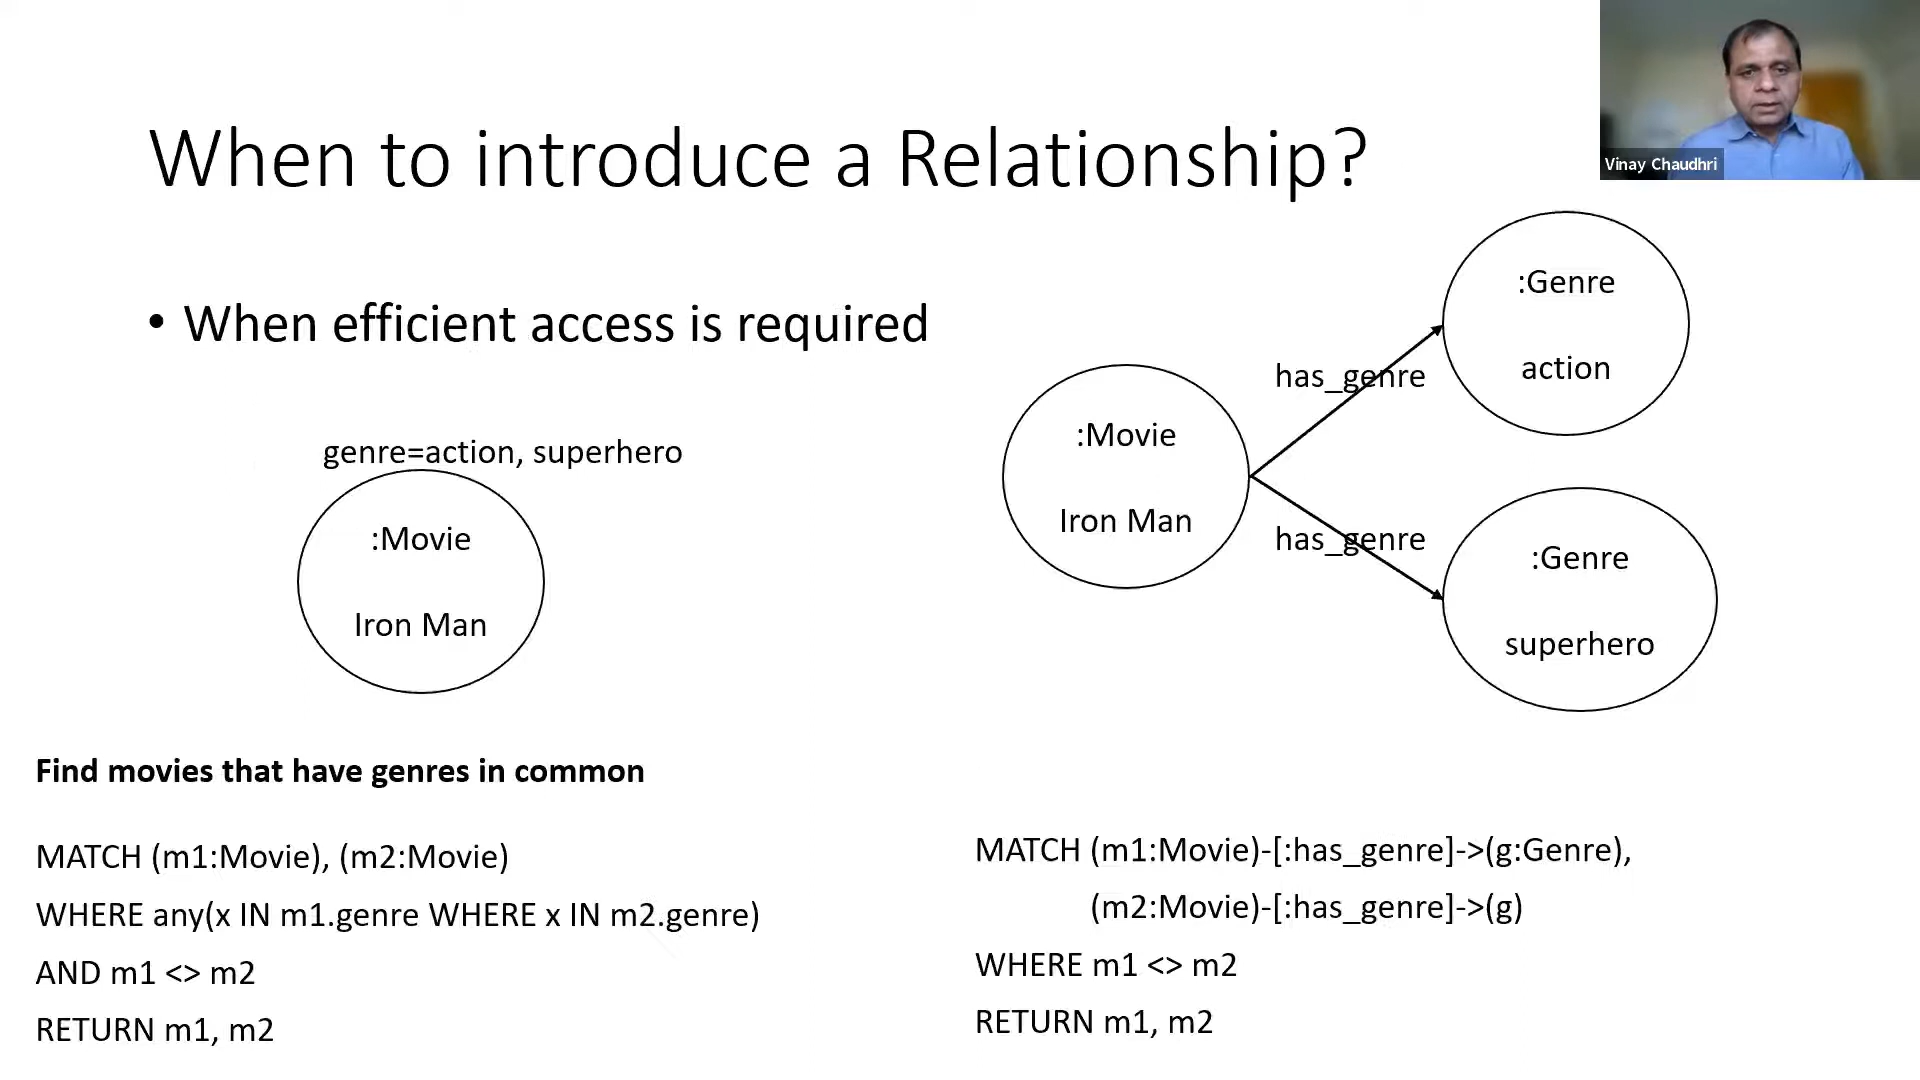 When to introduce a Relationship?
Vinay Chaudhri
• When efficient access is required
genre=action, superhero
:Movie
Iron Man
:Movie
Iron Man
has_genre
has_genre
:Genre
action
:Genre
superhero
Find movies that have genres in common
MATCH (m1:Movie), (m2:Movie)
WHERE any(x IN m1.genre WHERE x IN m2.genre)
AND m1 <> m2
RETURN m1, m2
MATCH (m1:Movie)-[:has_genre]->(g:Genre),
(m2:Movie)-[:has_genre]->(g)
WHERE m1 <> m2
RETURN m1, m2